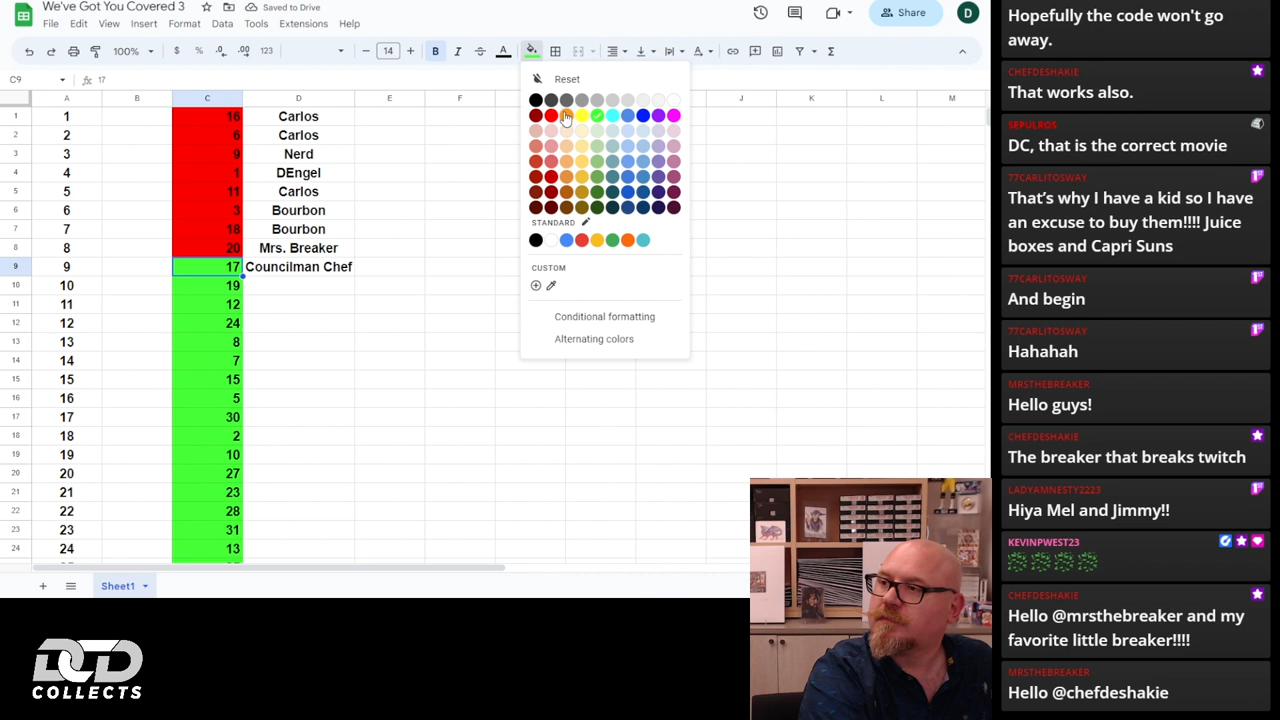 We've Got You Covered 3
Saved to Drive
File Edit View Insert Format Data Tools Extensions Help
Share
D
100% $ % .0 .00 123 14 B I A
C9 fx 17
Reset
STANDARD
CUSTOM
Conditional formatting
Alternating colors
A B C D E F J K L M
1 1 16 Carlos
2 2 6 Carlos
3 3 9 Nerd
4 4 1 DEngel
5 5 11 Carlos
6 6 3 Bourbon
7 7 18 Bourbon
8 8 20 Mrs. Breaker
9 9 17 Councilman Chef
10 10 19
11 11 12
12 12 24
13 13 8
14 14 7
15 15 15
16 16 5
17 17 30
18 18 2
19 19 10
20 20 27
21 21 23
22 22 28
23 23 31
24 24 13
Sheet1
DCD
COLLECTS
Hopefully the code won't go
away.
CHEFDESHAKIE
That works also.
SEPULROS
DC, that is the correct movie
77CARLITOSWAY
That's why I have a kid so I have
an excuse to buy them!!!! Juice
boxes and Capri Suns
77CARLITOSWAY
And begin
77CARLITOSWAY
Hahahah
MRSTHEBREAKER
Hello guys!
CHEFDESHAKIE
The breaker that breaks twitch
LADYAMNESTY2223
Hiya Mel and Jimmy!!
KEVINPWEST23
CHEFDESHAKIE
Hello @mrsthebreaker and my
favorite little breaker!!!!
MRSTHEBREAKER
Hello @chefdeshakie